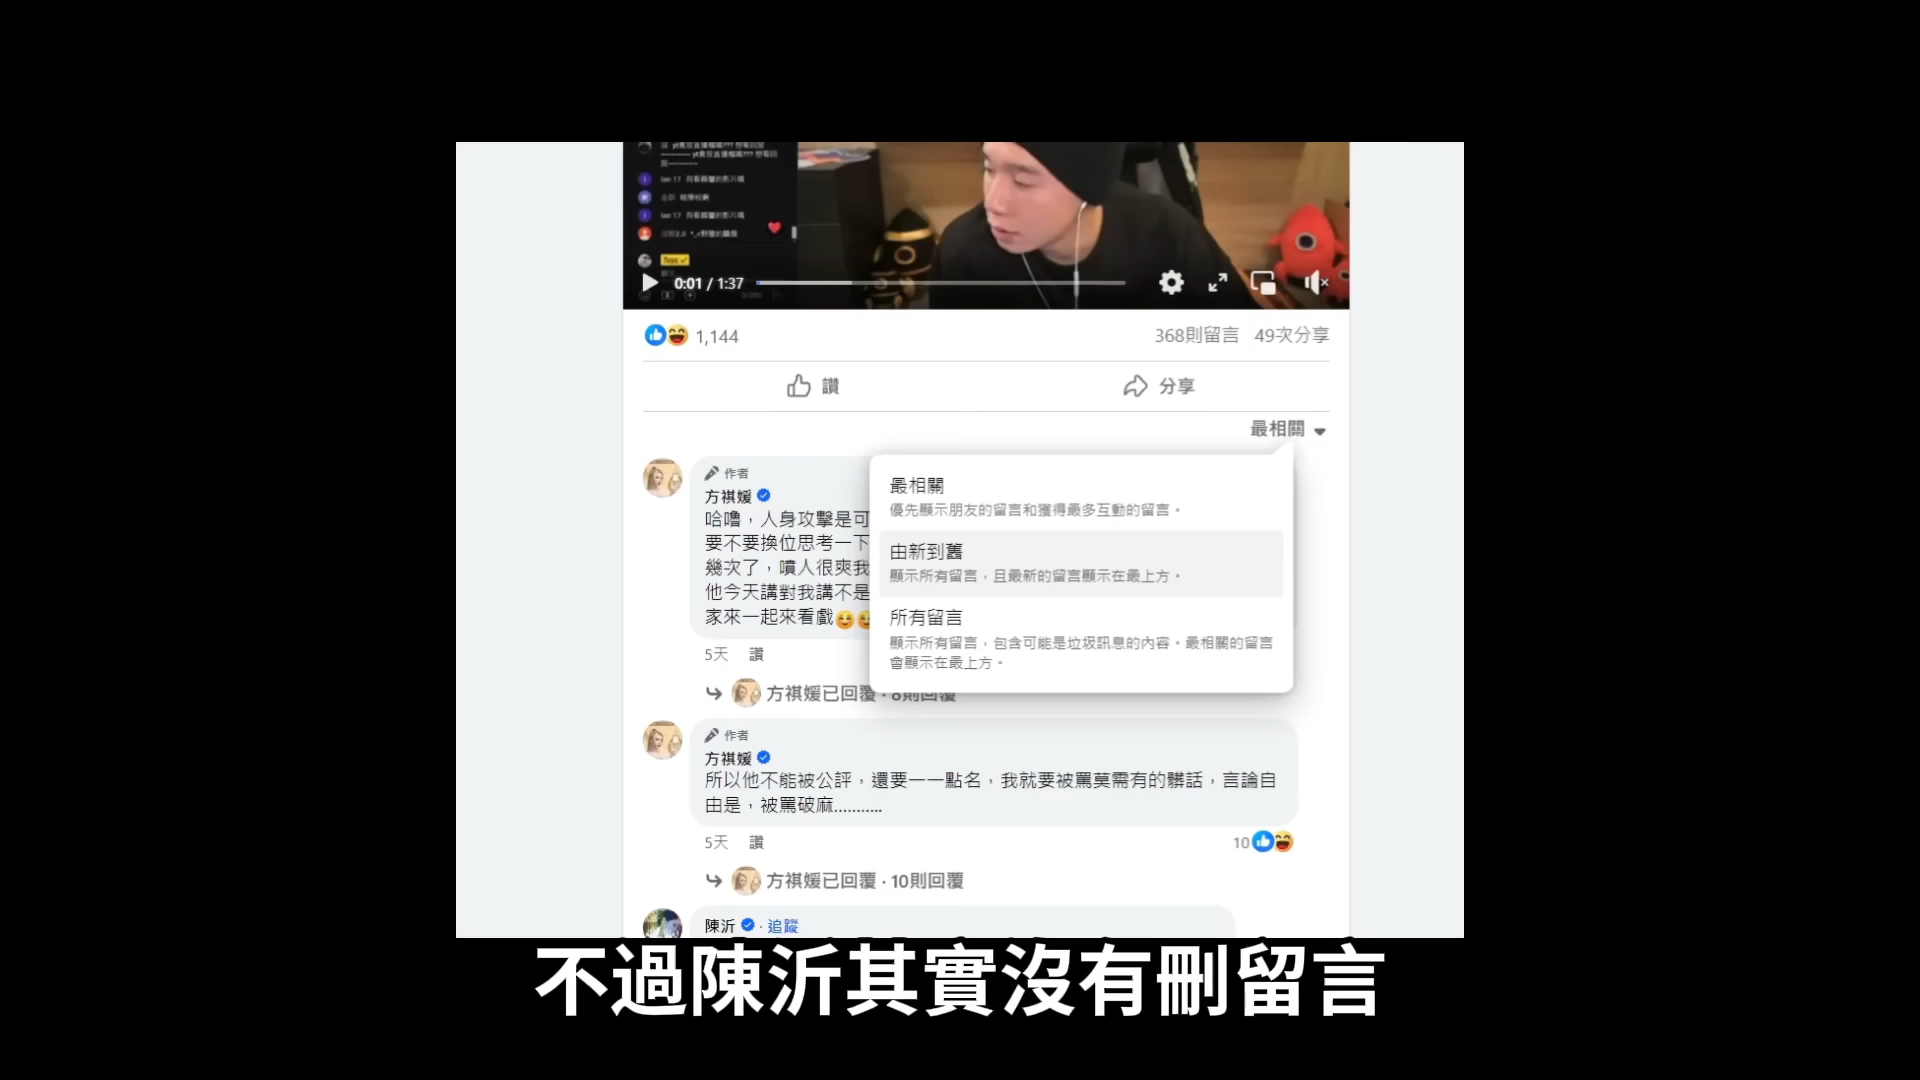 Ian 17
Ian 17
0:01 / 1:37
1,144
368則留言 49次分享
讚
分享
最相關
作者
方祺媛
哈嚕，人身攻擊是可
要不要換位思考一下
幾次了，噴人很爽我
他今天講對我講不是
家來一起來看戲☺️
5天 讚
方祺媛已回覆 · 8則回覆
最相關
優先顯示朋友的留言和獲得最多互動的留言。
由新到舊
顯示所有留言，且最新的留言顯示在最上方。
所有留言
顯示所有留言，包含可能是垃圾訊息的內容。最相關的留言
會顯示在最上方。
作者
方祺媛
所以他不能被公評，還要一一點名，我就要被罵莫需有的髒話，言論自
由是，被罵破麻...........
5天 讚
10
方祺媛已回覆 · 10則回覆
陳沂 · 追蹤
不過陳沂其實沒有刪留言